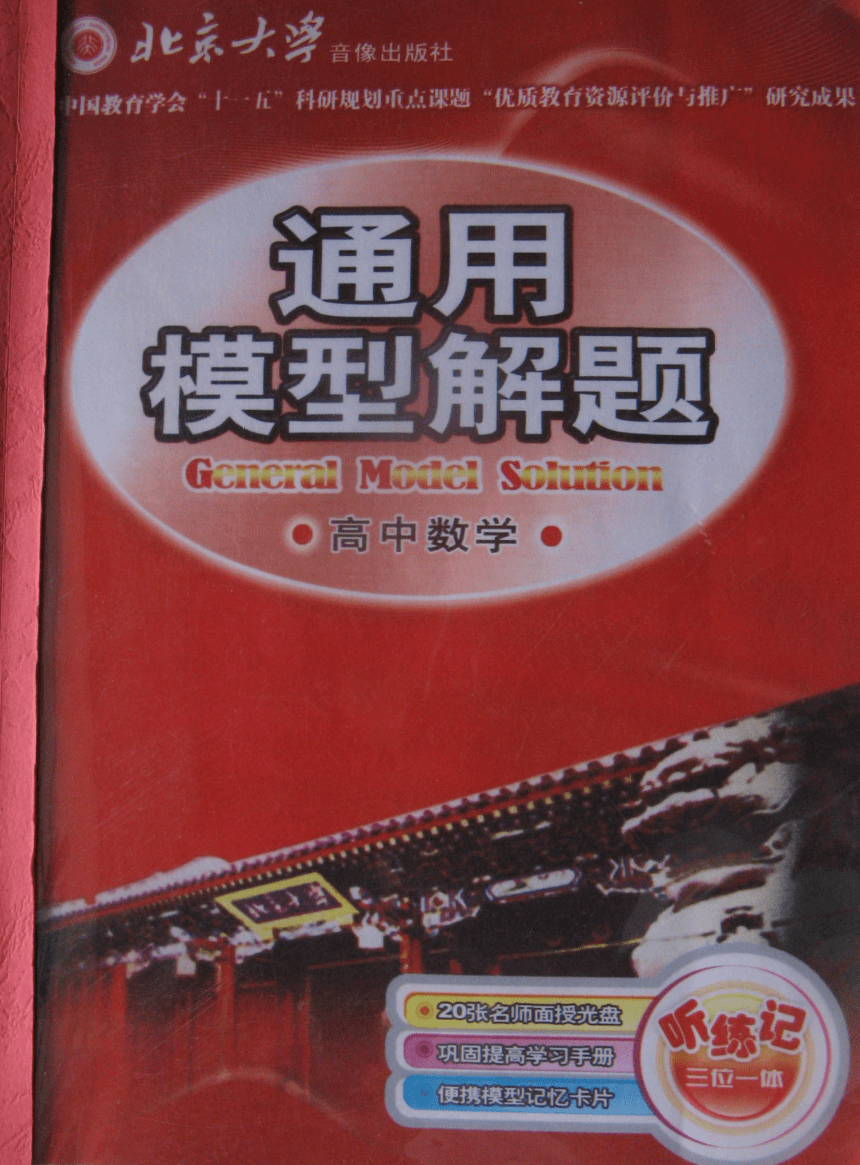 北京大学音像出版社
中国教育学会“十一五”科研规划重点课题“优质教育资源评价与推广”研究成果
通用
模型解题
General Model Solution
·高中数学·
20张名师面授光盘
巩固提高学习手册
便携模型记忆卡片
听练记
三位一体